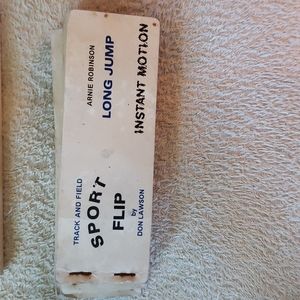 TRACK AND FIELD
SPORT
FLIP
by
DON LAWSON
ARNIE ROBINSON
LONG JUMP
INSTANT MOTION